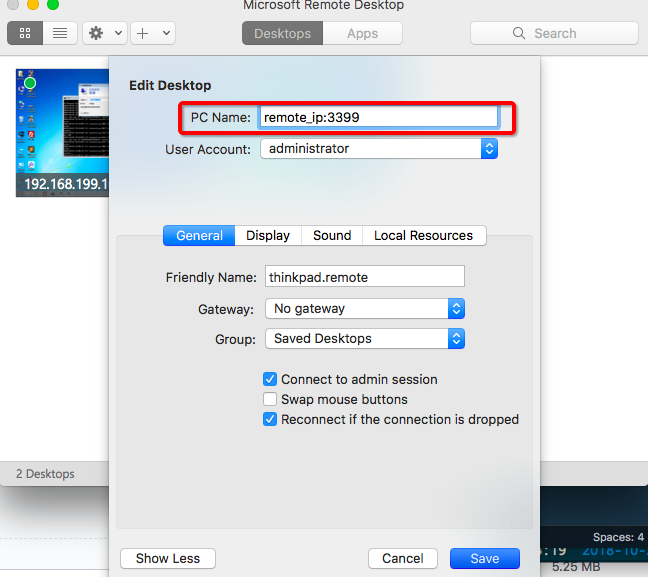 Microsoft Remote Desktop
Desktops
Apps
Search
Edit Desktop
PC Name: remote_ip:3399
User Account: administrator
192.168.199.1
General
Display
Sound
Local Resources
Friendly Name: thinkpad.remote
Gateway: No gateway
Group: Saved Desktops
Connect to admin session
Swap mouse buttons
Reconnect if the connection is dropped
2 Desktops
Spaces: 4
:19 2018-10-
Show Less
Cancel
Save
5.25 MB